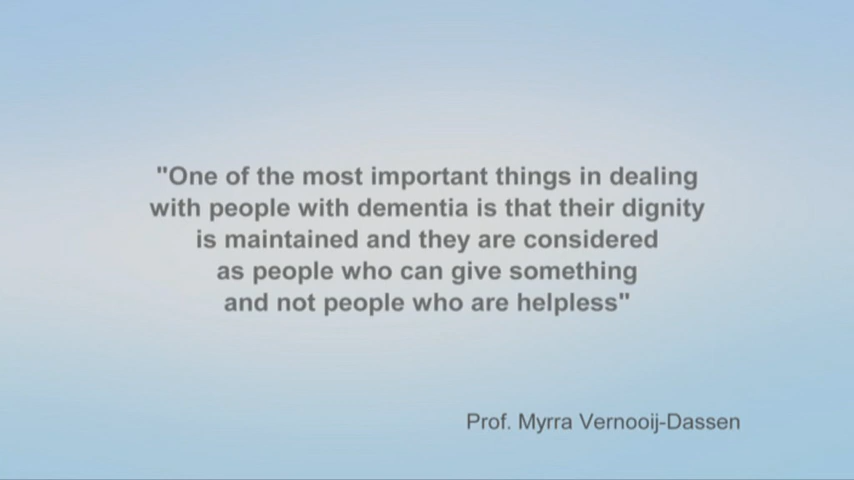 "One of the most important things in dealing
with people with dementia is that their dignity
is maintained and they are considered
as people who can give something
and not people who are helpless"
Prof. Myrra Vernooij-Dassen